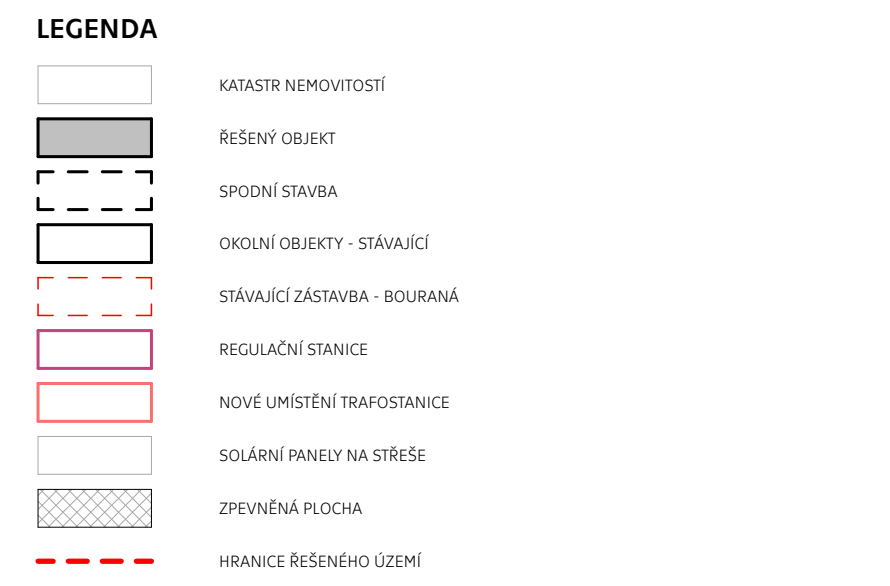 LEGENDA
KATASTR NEMOVITOSTÍ
ŘEŠENÝ OBJEKT
SPODNÍ STAVBA
OKOLNÍ OBJEKTY - STÁVAJÍCÍ
STÁVAJÍCÍ ZÁSTAVBA - BOURANÁ
REGULAČNÍ STANICE
NOVÉ UMÍSTĚNÍ TRAFOSTANICE
SOLÁRNÍ PANELY NA STŘEŠE
ZPEVNĚNÁ PLOCHA
HRANICE ŘEŠENÉHO ÚZEMÍ